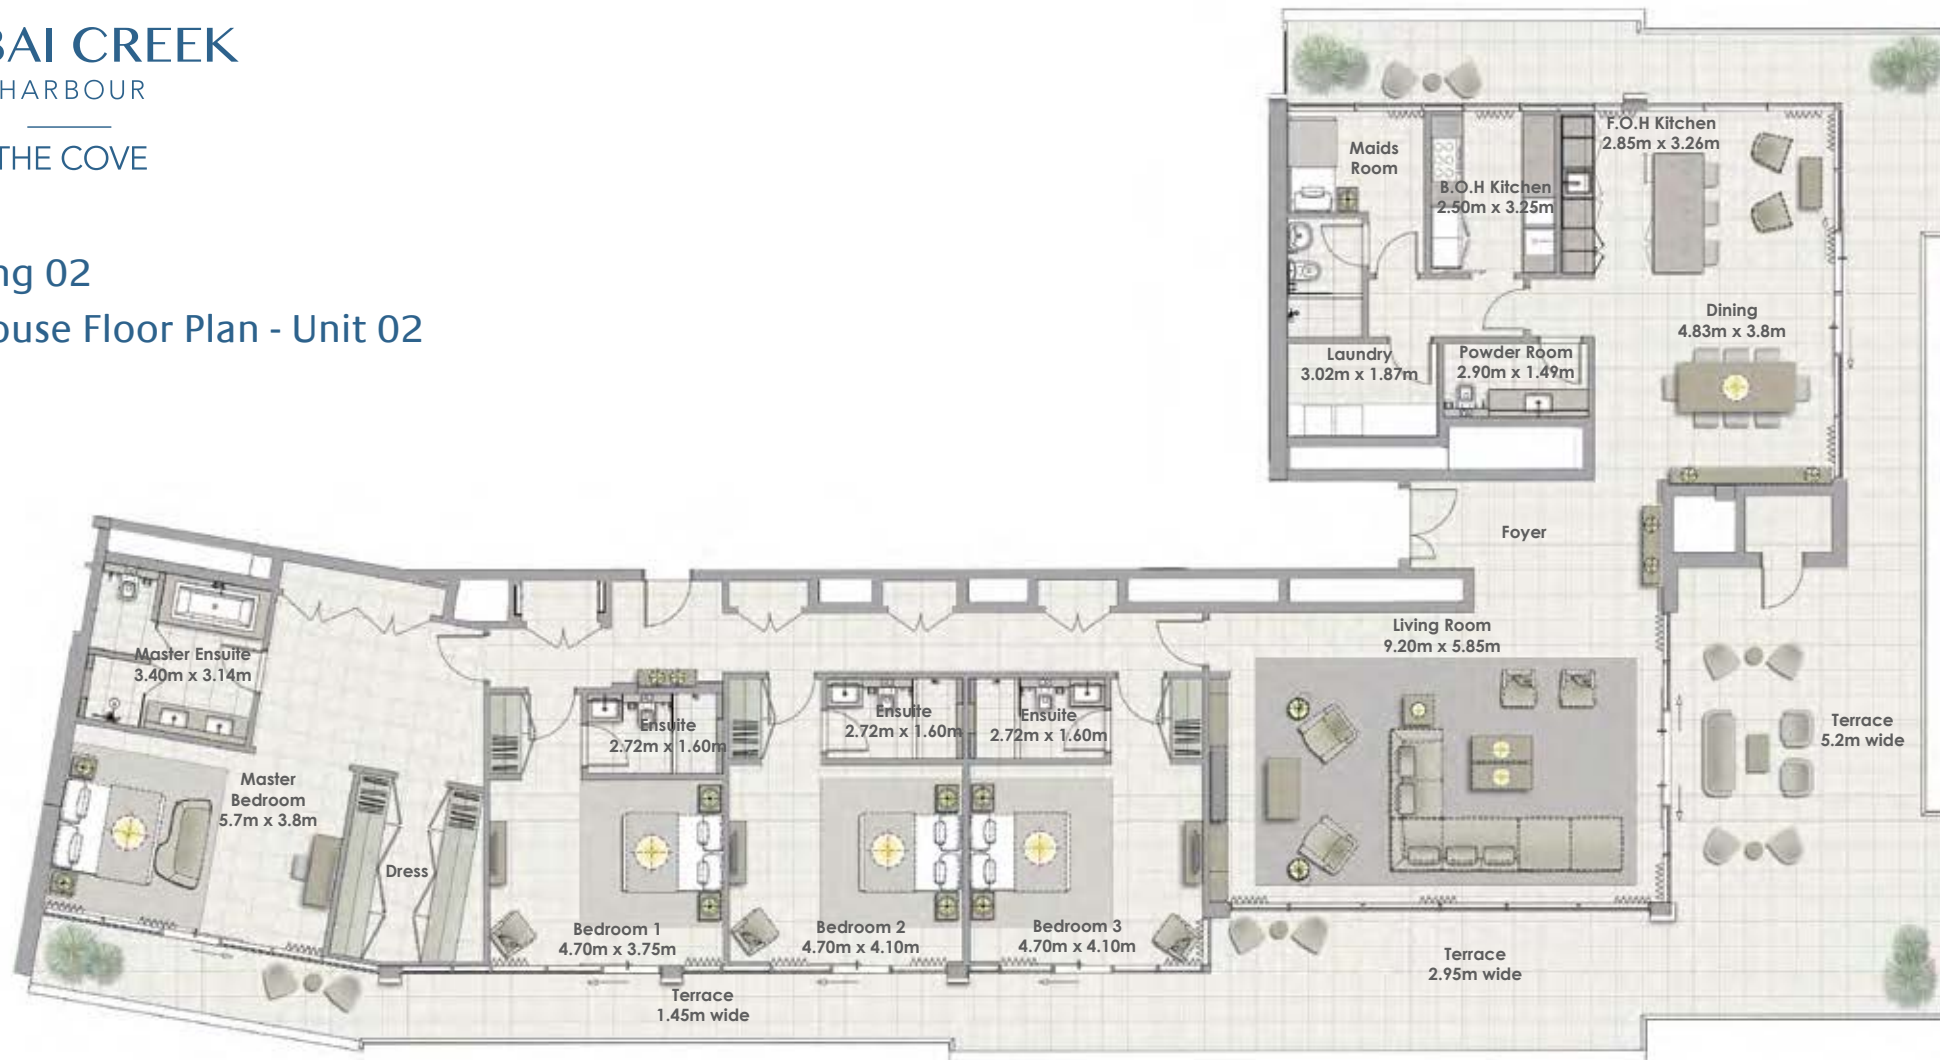 BAI CREEK
HARBOUR
THE COVE
ng 02
ouse Floor Plan - Unit 02
Maids
Room
B.O.H Kitchen
2.50m x 3.25m
F.O.H Kitchen
2.85m x 3.26m
Dining
4.83m x 3.8m
Laundry
3.02m x 1.87m
Powder Room
2.90m x 1.49m
Foyer
Living Room
9.20m x 5.85m
Terrace
5.2m wide
Master Ensuite
3.40m x 3.14m
Master
Bedroom
5.7m x 3.8m
Dress
Ensuite
2.72m x 1.60m
Ensuite
2.72m x 1.60m
Ensuite
2.72m x 1.60m
Bedroom 1
4.70m x 3.75m
Bedroom 2
4.70m x 4.10m
Bedroom 3
4.70m x 4.10m
Terrace
1.45m wide
Terrace
2.95m wide